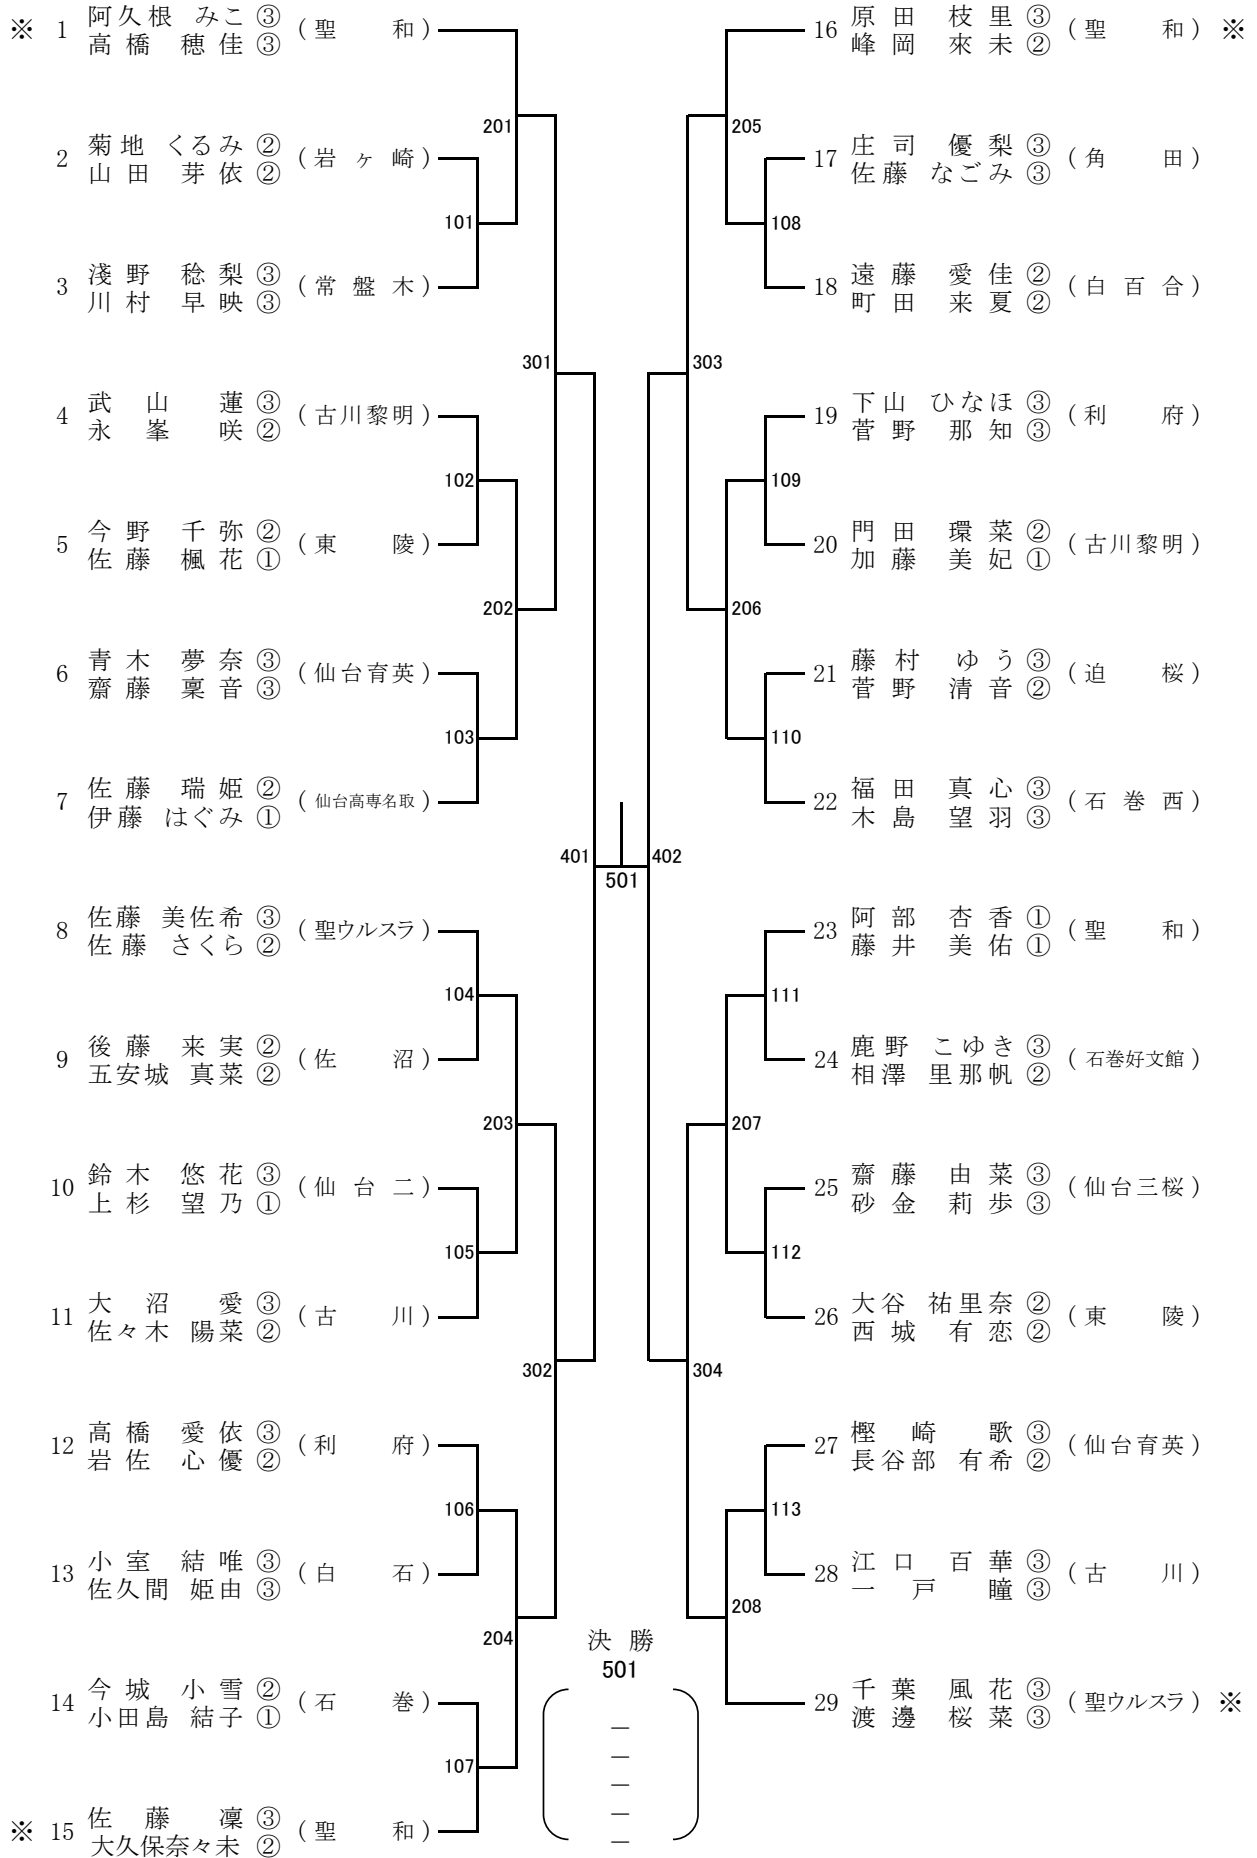 ※ 1 阿久根 みこ ③ (聖 和)
高橋 穂佳 ③
201
2 菊地 くるみ ② (岩ヶ崎)
山田 芽依 ②
101
3 淺野 稔梨 ③ (常盤木)
川村 早映 ③
301
4 武山 蓮 ③ (古川黎明)
永峯 咲 ②
102
5 今野 千弥 ② (東 陵)
佐藤 楓花 ①
202
6 青木 夢奈 ③ (仙台育英)
齋藤 稟音 ③
103
7 佐藤 瑞姫 ② (仙台高専名取)
伊藤 はぐみ ①
401
8 佐藤 美佐希 ③ (聖ウルスラ)
佐藤 さくら ②
104
9 後藤 来実 ② (佐 沼)
五安城 真菜 ②
203
10 鈴木 悠花 ③ (仙台二)
上杉 望乃 ①
105
11 大沼 愛 ③ (古 川)
佐々木 陽菜 ②
302
12 高橋 愛依 ③ (利 府)
岩佐 心優 ②
106
13 小室 結唯 ③ (白 石)
佐久間 姫由 ③
204
14 今城 小雪 ② (石 巻)
小田島 結子 ①
107
※ 15 佐藤 凜 ③ (聖 和)
大久保奈々未 ②
16 原田 枝里 ③ (聖 和) ※
峰岡 來未 ②
205
17 庄司 優梨 ③ (角 田)
佐藤 なごみ ③
108
18 遠藤 愛佳 ② (白百合)
町田 来夏 ②
303
19 下山 ひなほ ③ (利 府)
菅野 那知 ③
109
20 門田 環菜 ② (古川黎明)
加藤 美妃 ①
206
21 藤村 ゆう ③ (迫 桜)
菅野 清音 ②
110
22 福田 真心 ③ (石巻西)
木島 望羽 ③
402
501
23 阿部 杏香 ① (聖 和)
藤井 美佑 ①
111
24 鹿野 こゆき ③ (石巻好文館)
相澤 里那帆 ②
207
25 齋藤 由菜 ③ (仙台三桜)
砂金 莉歩 ③
112
26 大谷 祐里奈 ② (東 陵)
西城 有恋 ②
304
27 樫崎 歌 ③ (仙台育英)
長谷部 有希 ②
113
28 江口 百華 ③ (古 川)
一戸 瞳 ③
208
29 千葉 風花 ③ (聖ウルスラ) ※
渡邊 桜菜 ③
決勝
501
―
―
―
―
―